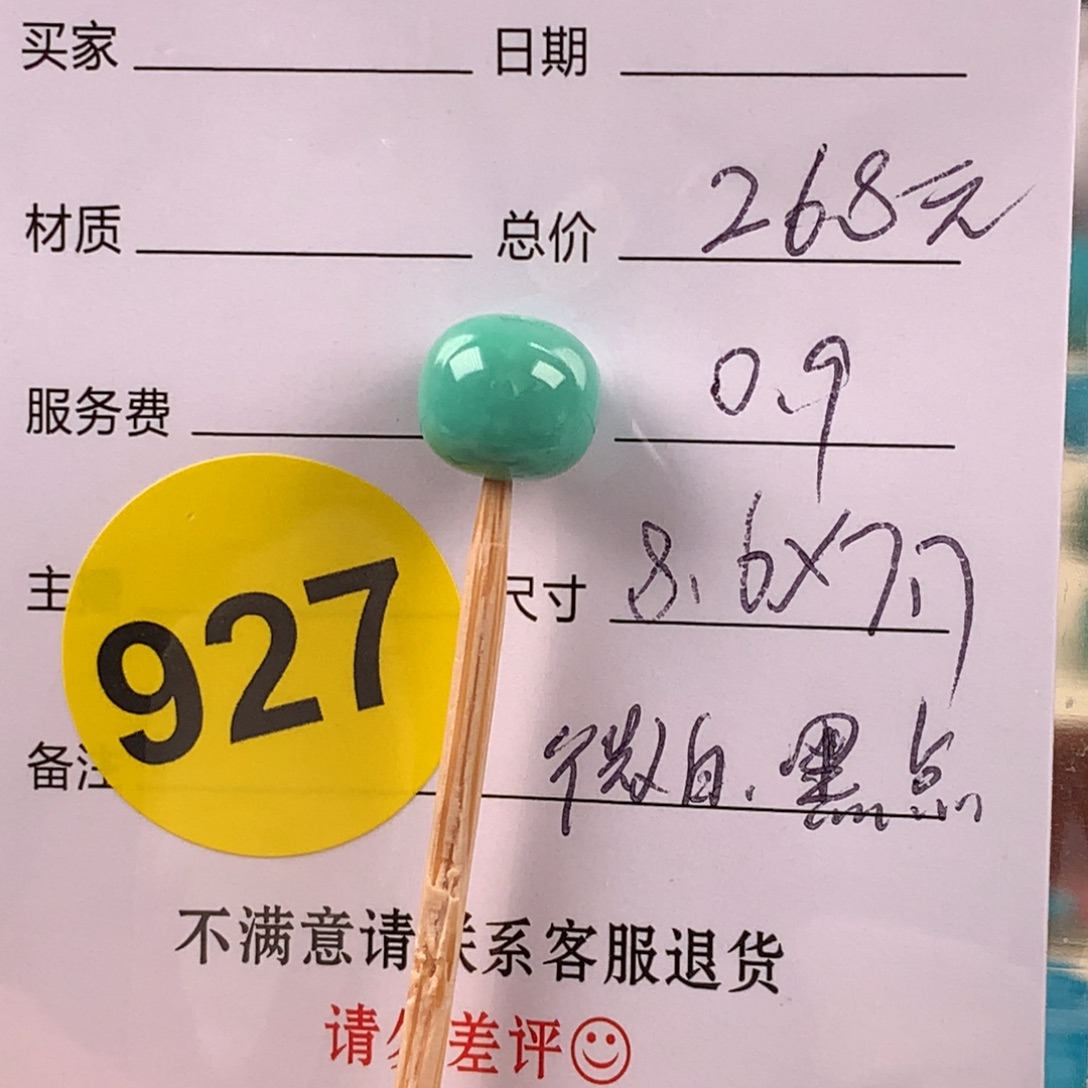 买家 日期
材质 总价 268元
服务费 0.9
主 尺寸 8.6X7.7
927
备注 微白.黑点
不满意请联系客服退货
请勿差评